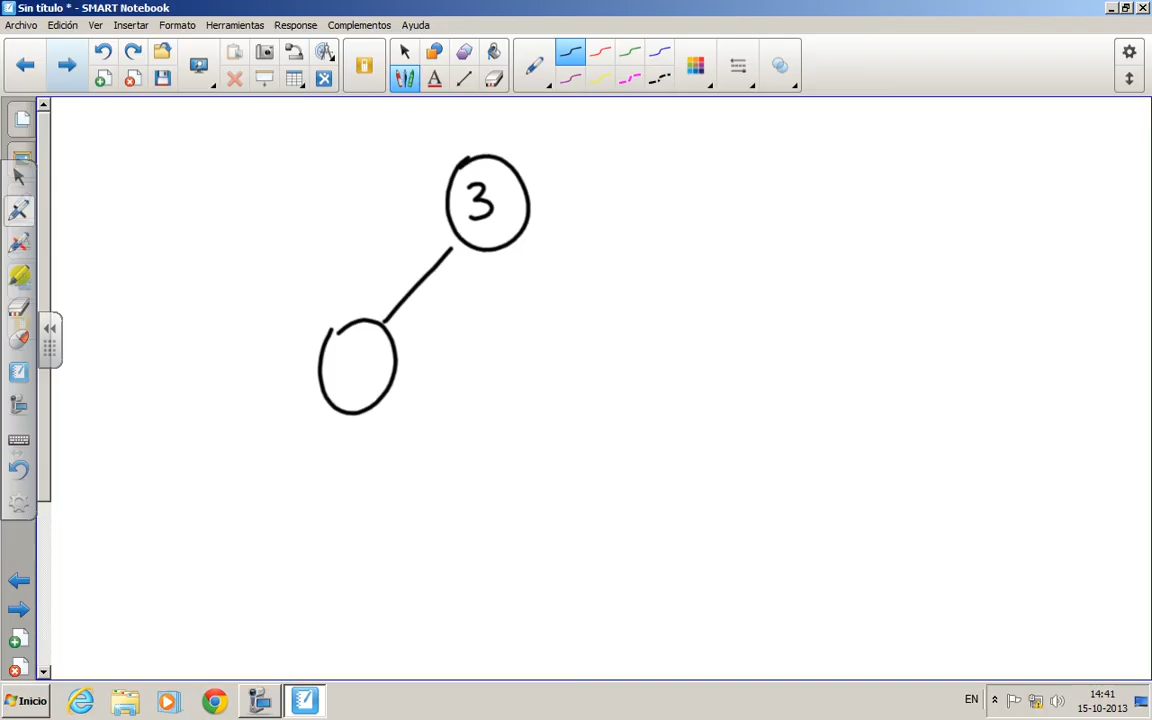 Sin título * - SMART Notebook
Archivo Edición Ver Insertar Formato Herramientas Response Complementos Ayuda
A
3
Inicio
EN
14:41
15-10-2013